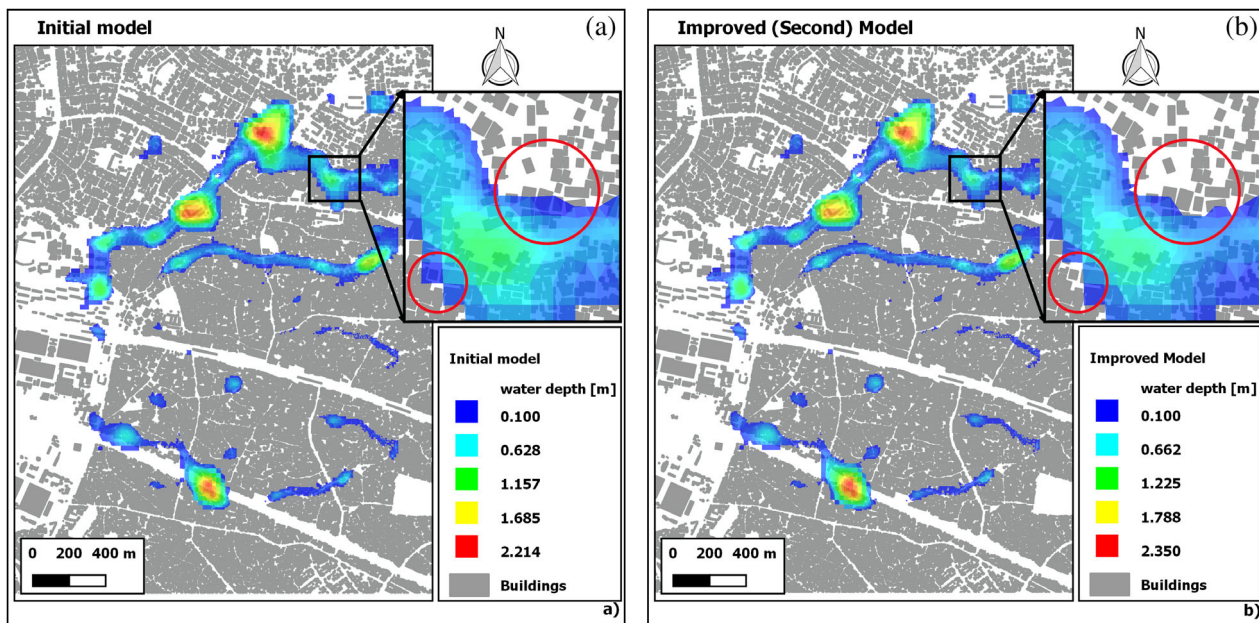 Initial model
(a)
N
Initial model
water depth [m]
0.100
0.628
1.157
1.685
2.214
Buildings
0 200 400 m
a)
Improved (Second) Model
(b)
N
Improved Model
water depth [m]
0.100
0.662
1.225
1.788
2.350
Buildings
0 200 400 m
b)